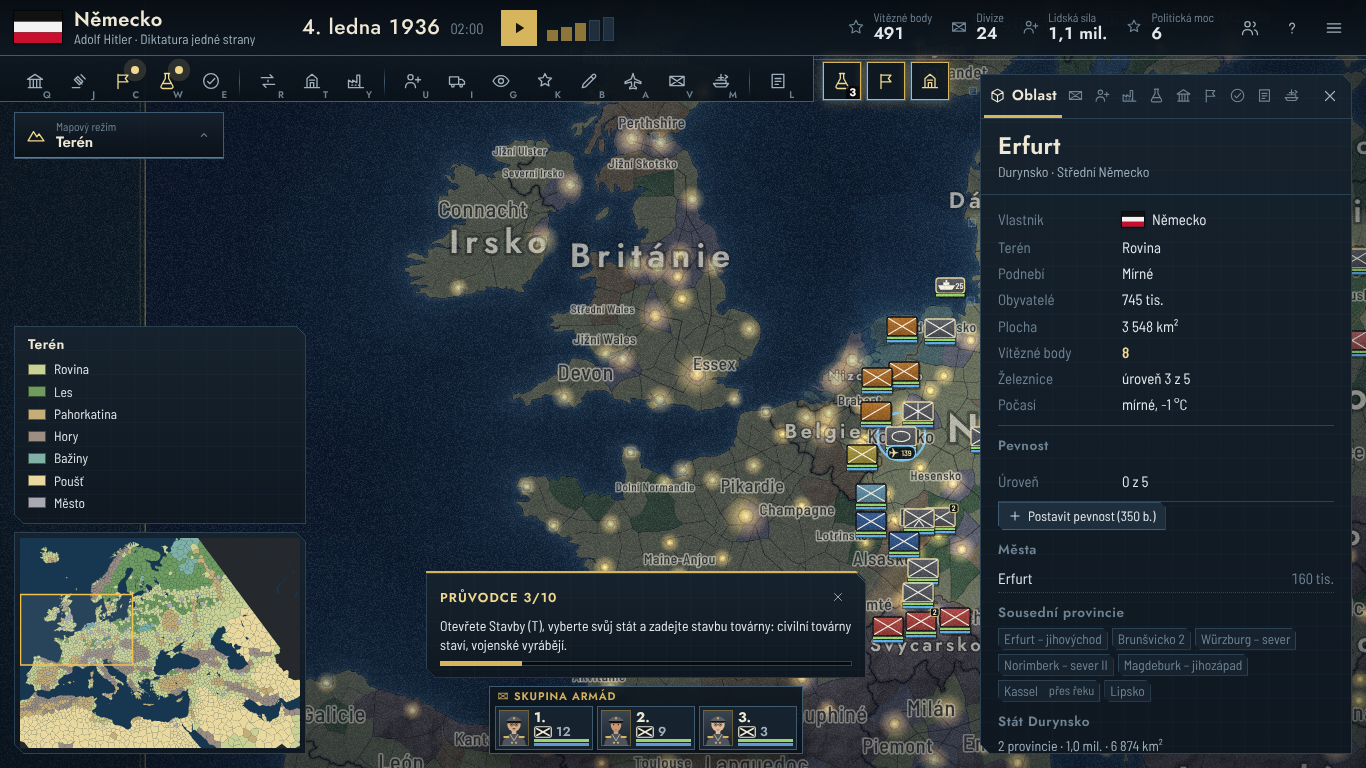 Německo
Adolf Hitler · Diktatura jedné strany
4. ledna 1936 02:00
Vítězné body
491
Divize
24
Lidská síla
1,1 mil.
Politická moc
6
?
Q
J
C
W
E
R
T
Y
U
I
G
K
B
A
V
M
L
3
Mapový režim
Terén
Perthshire
Jižní Ulster
Severní Irsko
Jižní Skotsko
Connacht
Irsko
Británie
Střední Wales
Jižní Wales
Devon
Essex
Belgie
Dolní Normandie
Pikardie
Champagne
Hesensko
Maine-Anjou
Švýcarsko
Galicie
León
Toulouse
Languedoc
Milán
Piemont
25
139
2
2
Terén
Rovina
Les
Pahorkatina
Hory
Bažiny
Poušť
Město
PRŮVODCE 3/10
Otevřete Stavby (T), vyberte svůj stát a zadejte stavbu továrny: civilní továrny
staví, vojenské vyrábějí.
SKUPINA ARMÁD
1.
12
2.
9
3.
3
Oblast
Erfurt
Durynsko · Střední Německo
Vlastník Německo
Terén Rovina
Podnebí Mírné
Obyvatelé 745 tis.
Plocha 3 548 km²
Vítězné body 8
Železnice úroveň 3 z 5
Počasí mírné, -1 °C
Pevnost
Úroveň 0 z 5
+ Postavit pevnost (350 b.)
Města
Erfurt 160 tis.
Sousední provincie
Erfurt – jihovýchod Brunšvicko 2 Würzburg – sever
Norimberk – sever II Magdeburk – jihozápad
Kassel přes řeku Lipsko
Stát Durynsko
2 provincie · 1,0 mil. · 6 874 km²